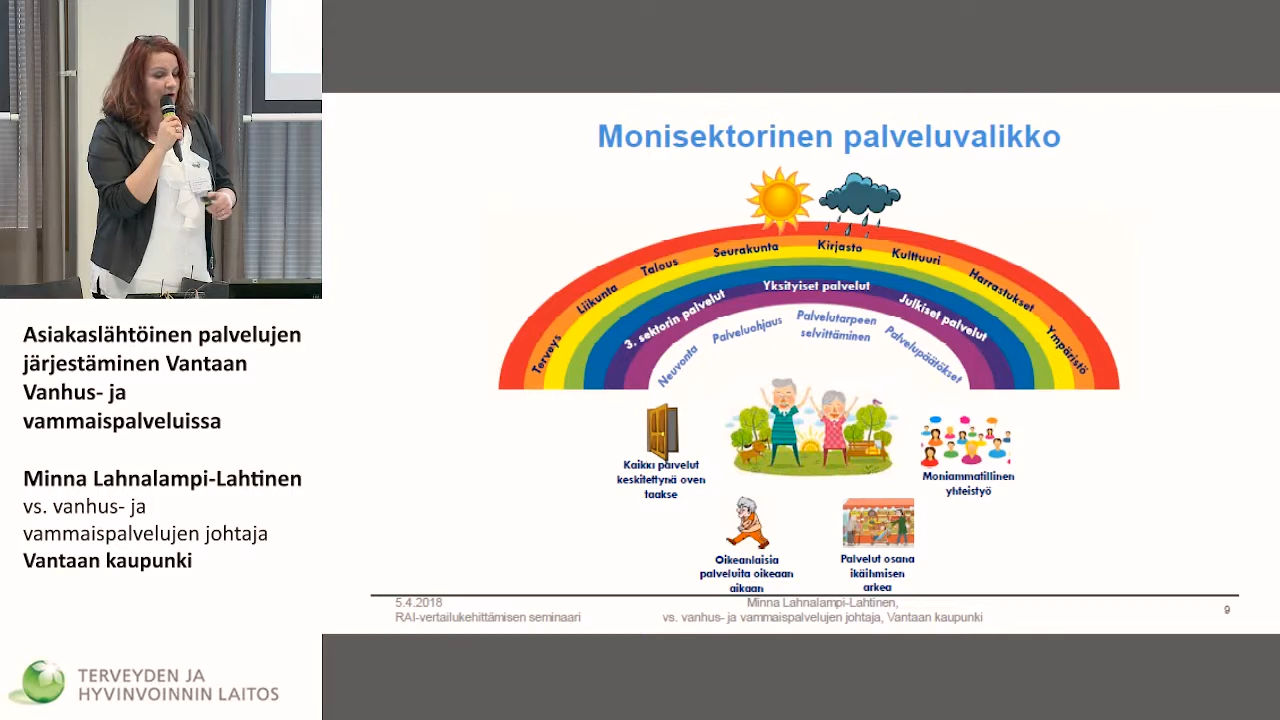 Asiakaslähtöinen palvelujen
järjestäminen Vantaan
Vanhus- ja
vammaispalveluissa
Minna Lahnalampi-Lahtinen
vs. vanhus- ja
vammaispalvelujen johtaja
Vantaan kaupunki
TERVEYDEN JA
HYVINVOINNIN LAITOS
Monisektorinen palveluvalikko
Terveys
Liikunta
Talous
Seurakunta
Kirjasto
Kulttuuri
Harrastukset
Ympäristö
3. sektorin palvelut
Yksityiset palvelut
Julkiset palvelut
Neuvonta
Palveluohjaus
Palvelutarpeen
selvittäminen
Palvelupäätökset
Kaikki palvelut
keskitettynä oven
taakse
Moniammatillinen
yhteistyö
Oikeanlaisia
palveluita oikeaan
aikaan
Palvelut osana
ikäihmisen
arkea
5.4.2018
RAI-vertailukehittämisen seminaari
Minna Lahnalampi-Lahtinen,
vs. vanhus- ja vammaispalvelujen johtaja, Vantaan kaupunki
9